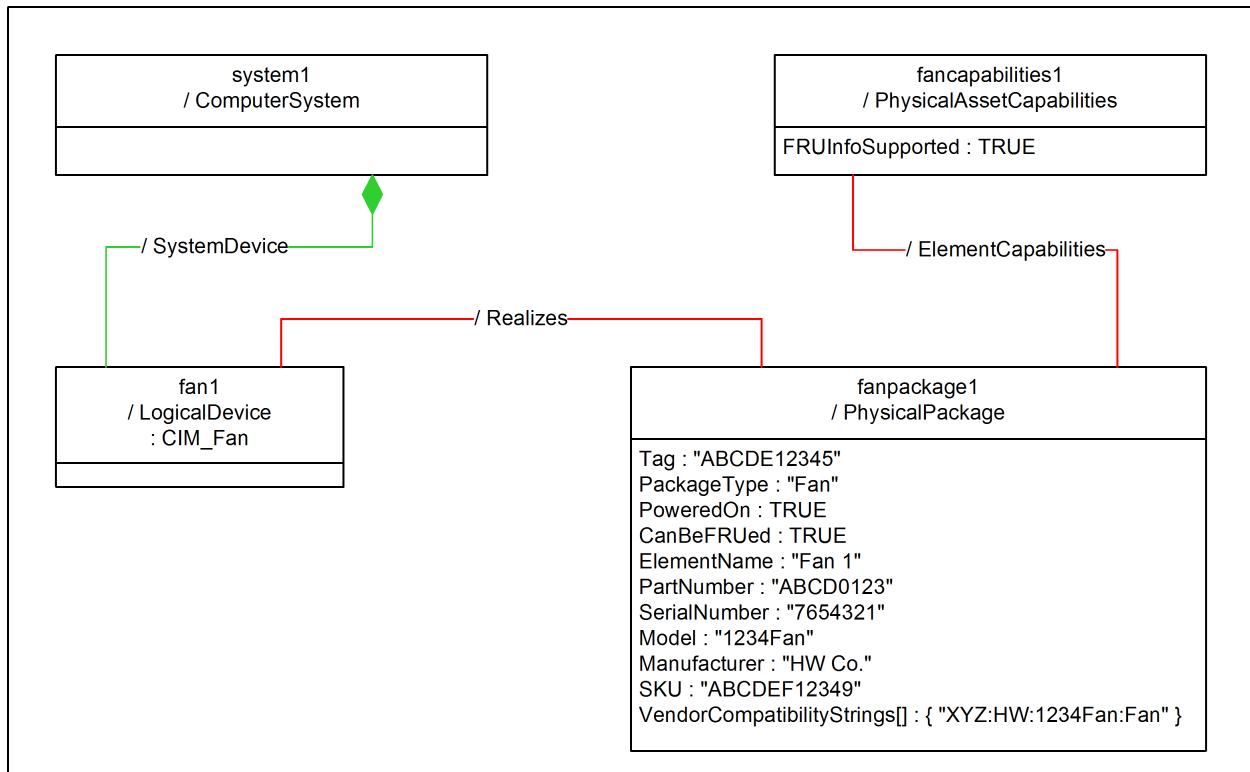 system1
/ ComputerSystem
fancapabilities1
/ PhysicalAssetCapabilities
FRUInfoSupported : TRUE
/ SystemDevice
/ ElementCapabilities
/ Realizes
fan1
/ LogicalDevice
: CIM_Fan
fanpackage1
/ PhysicalPackage
Tag : "ABCDE12345"
PackageType : "Fan"
PoweredOn : TRUE
CanBeFRUed : TRUE
ElementName : "Fan 1"
PartNumber : "ABCD0123"
SerialNumber : "7654321"
Model : "1234Fan"
Manufacturer : "HW Co."
SKU : "ABCDEF12349"
VendorCompatibilityStrings[] : { "XYZ:HW:1234Fan:Fan" }